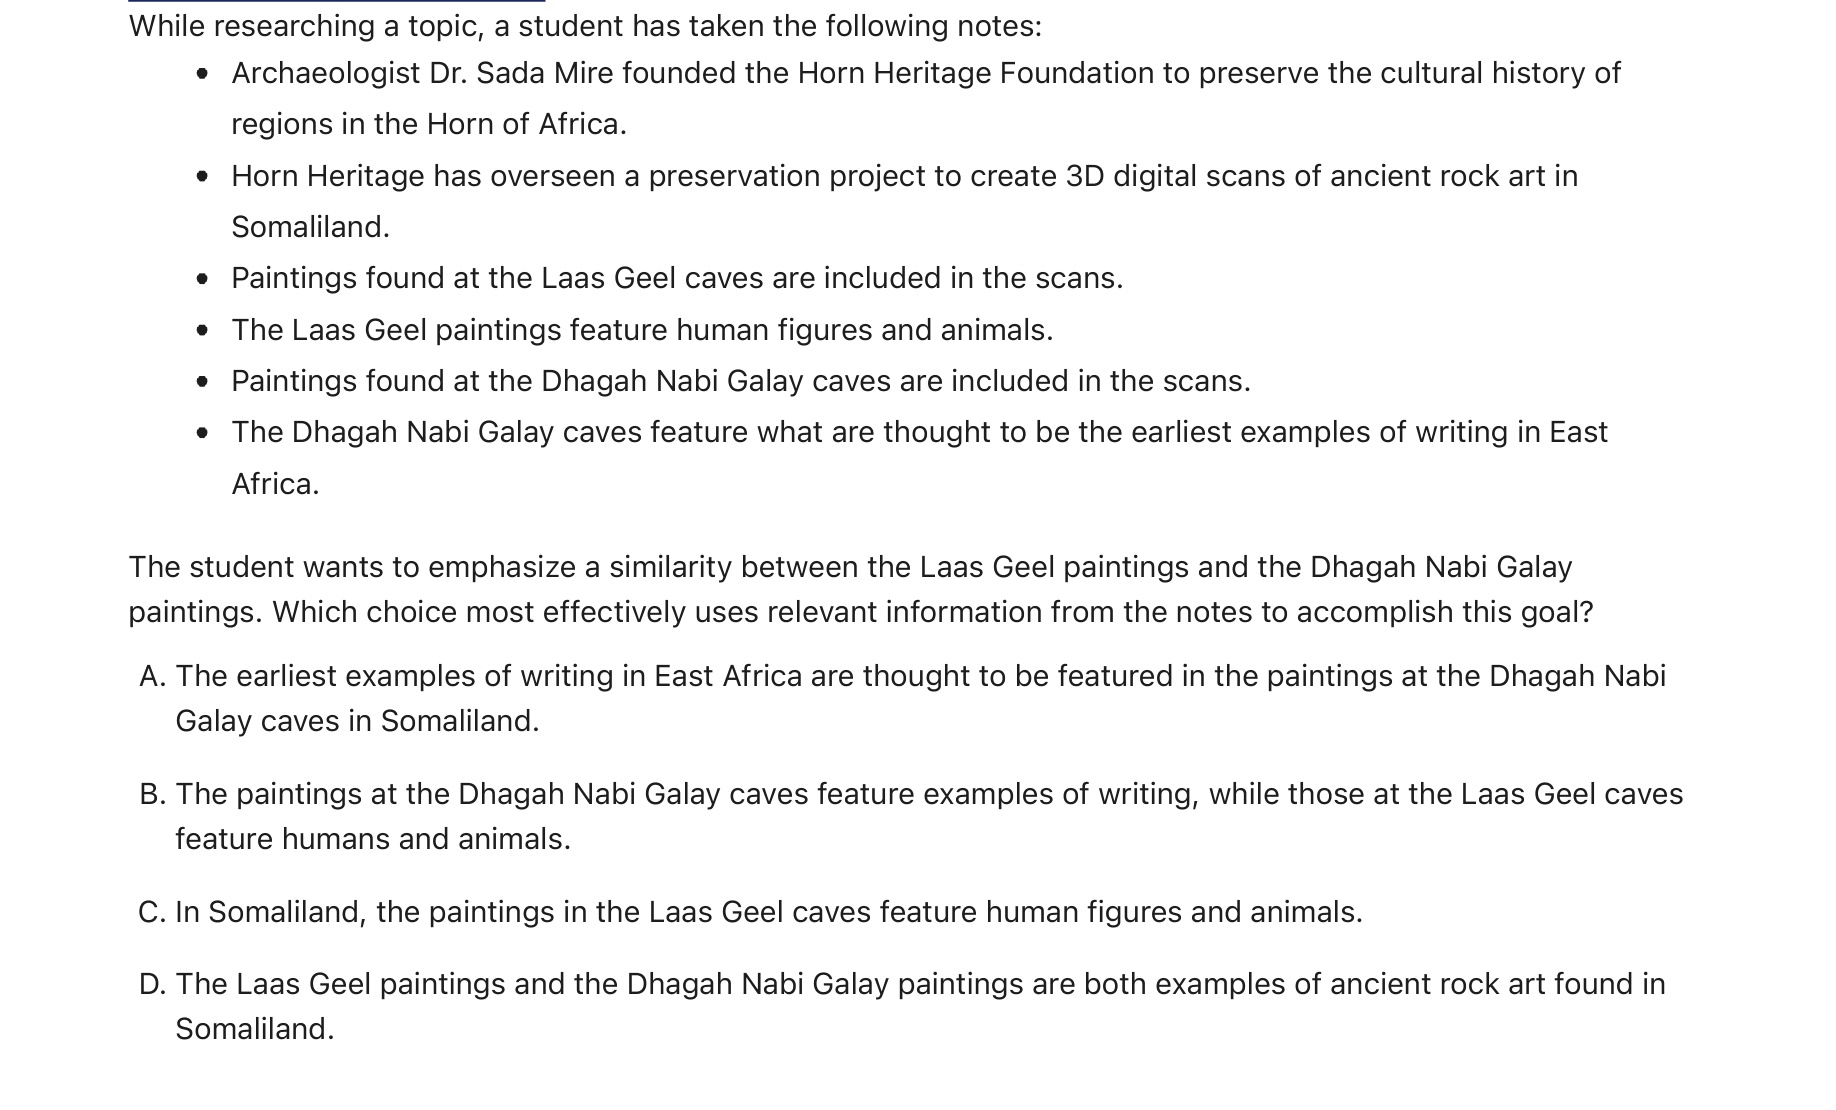 While researching a topic, a student has taken the following notes:
• Archaeologist Dr. Sada Mire founded the Horn Heritage Foundation to preserve the cultural history of
regions in the Horn of Africa.
• Horn Heritage has overseen a preservation project to create 3D digital scans of ancient rock art in
Somaliland.
• Paintings found at the Laas Geel caves are included in the scans.
• The Laas Geel paintings feature human figures and animals.
• Paintings found at the Dhagah Nabi Galay caves are included in the scans.
• The Dhagah Nabi Galay caves feature what are thought to be the earliest examples of writing in East
Africa.
The student wants to emphasize a similarity between the Laas Geel paintings and the Dhagah Nabi Galay
paintings. Which choice most effectively uses relevant information from the notes to accomplish this goal?
A. The earliest examples of writing in East Africa are thought to be featured in the paintings at the Dhagah Nabi
Galay caves in Somaliland.
B. The paintings at the Dhagah Nabi Galay caves feature examples of writing, while those at the Laas Geel caves
feature humans and animals.
C. In Somaliland, the paintings in the Laas Geel caves feature human figures and animals.
D. The Laas Geel paintings and the Dhagah Nabi Galay paintings are both examples of ancient rock art found in
Somaliland.